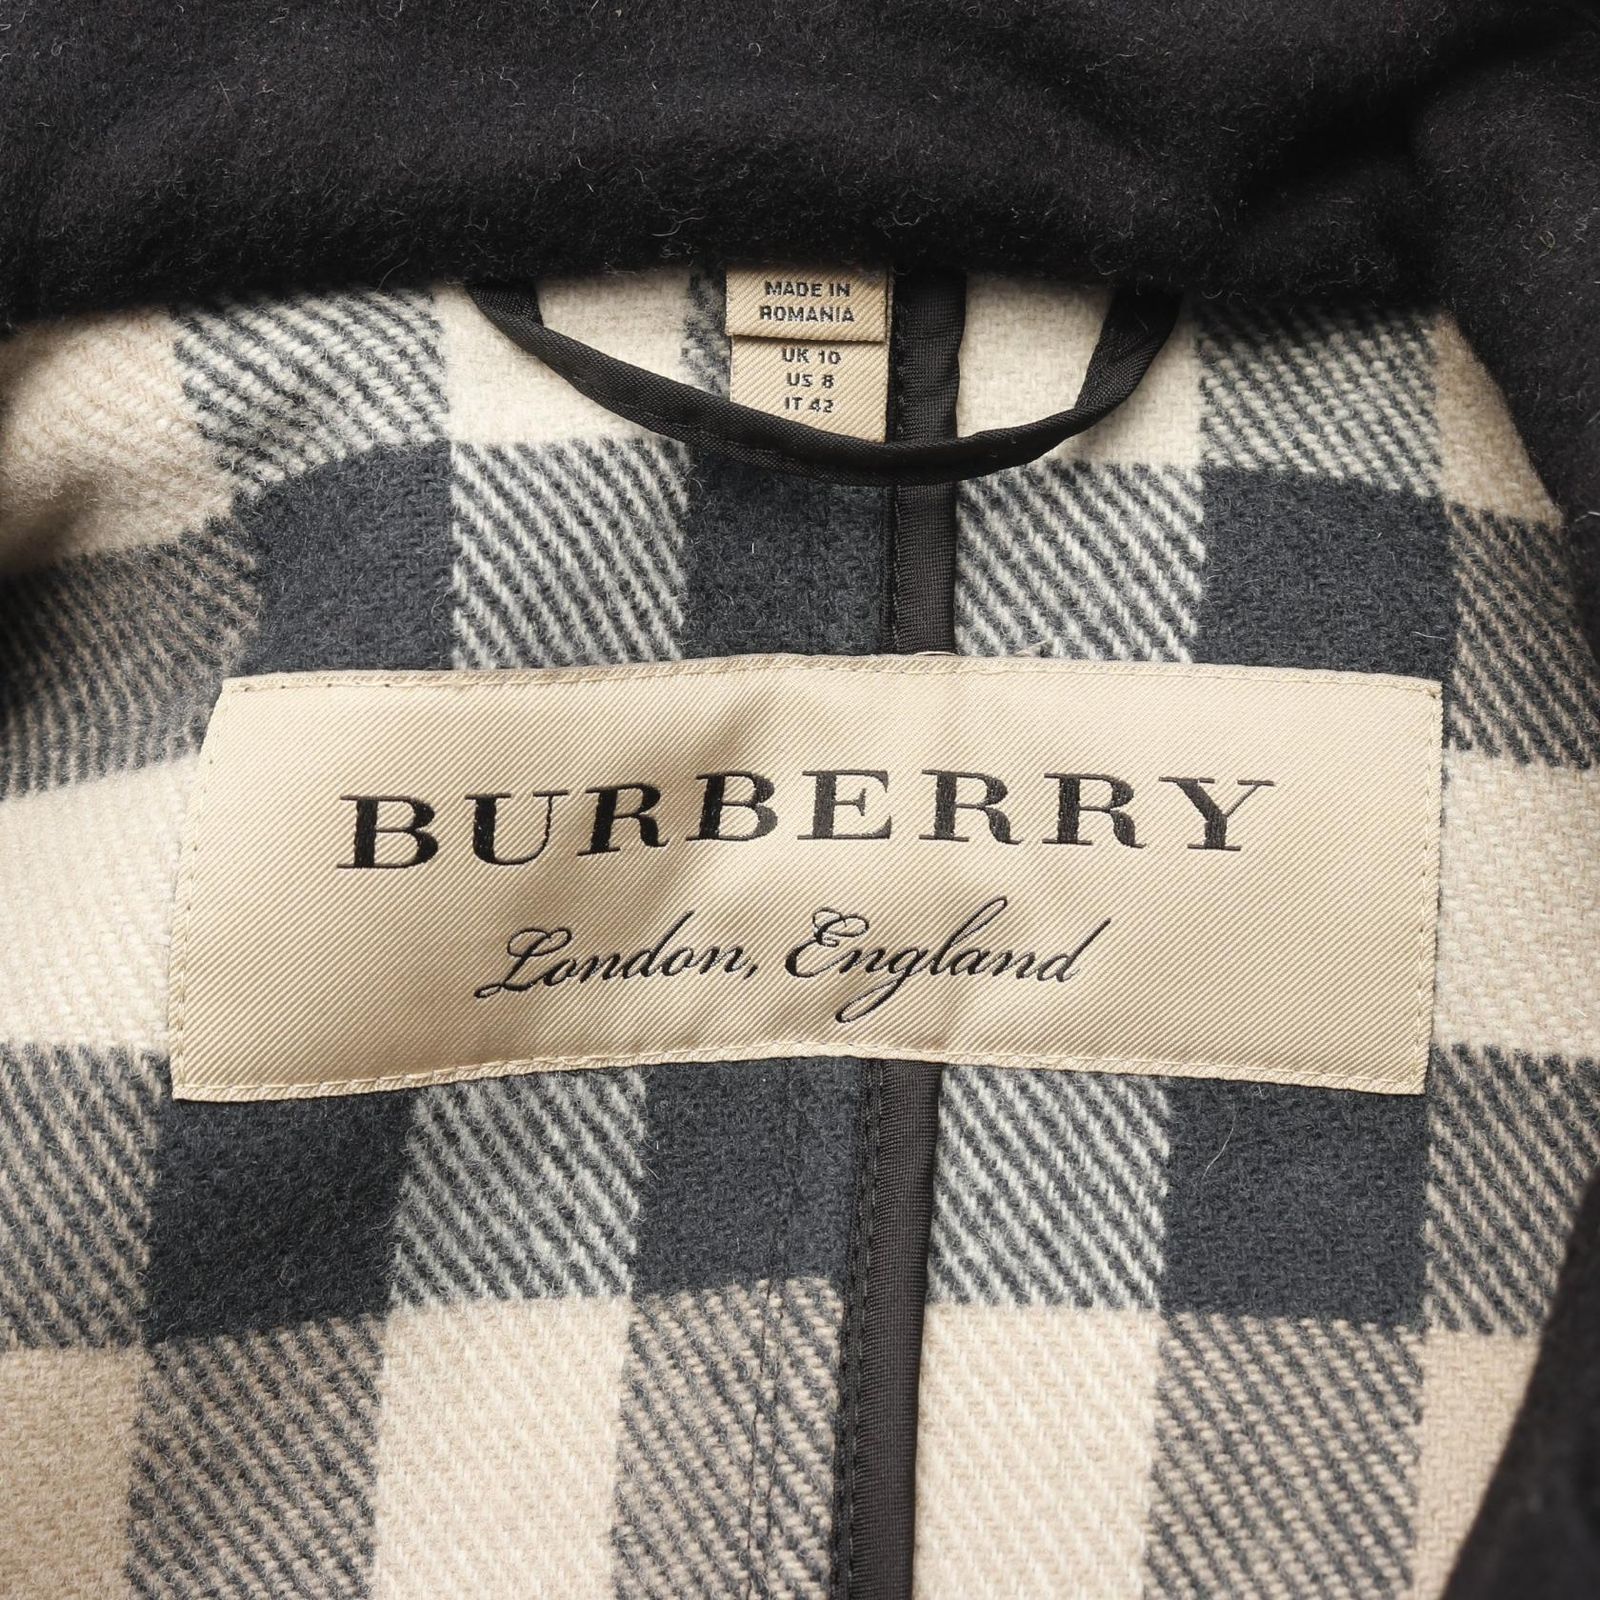 MADE IN
ROMANIA
UK 10
US 8
IT 42
BURBERRY
London, England